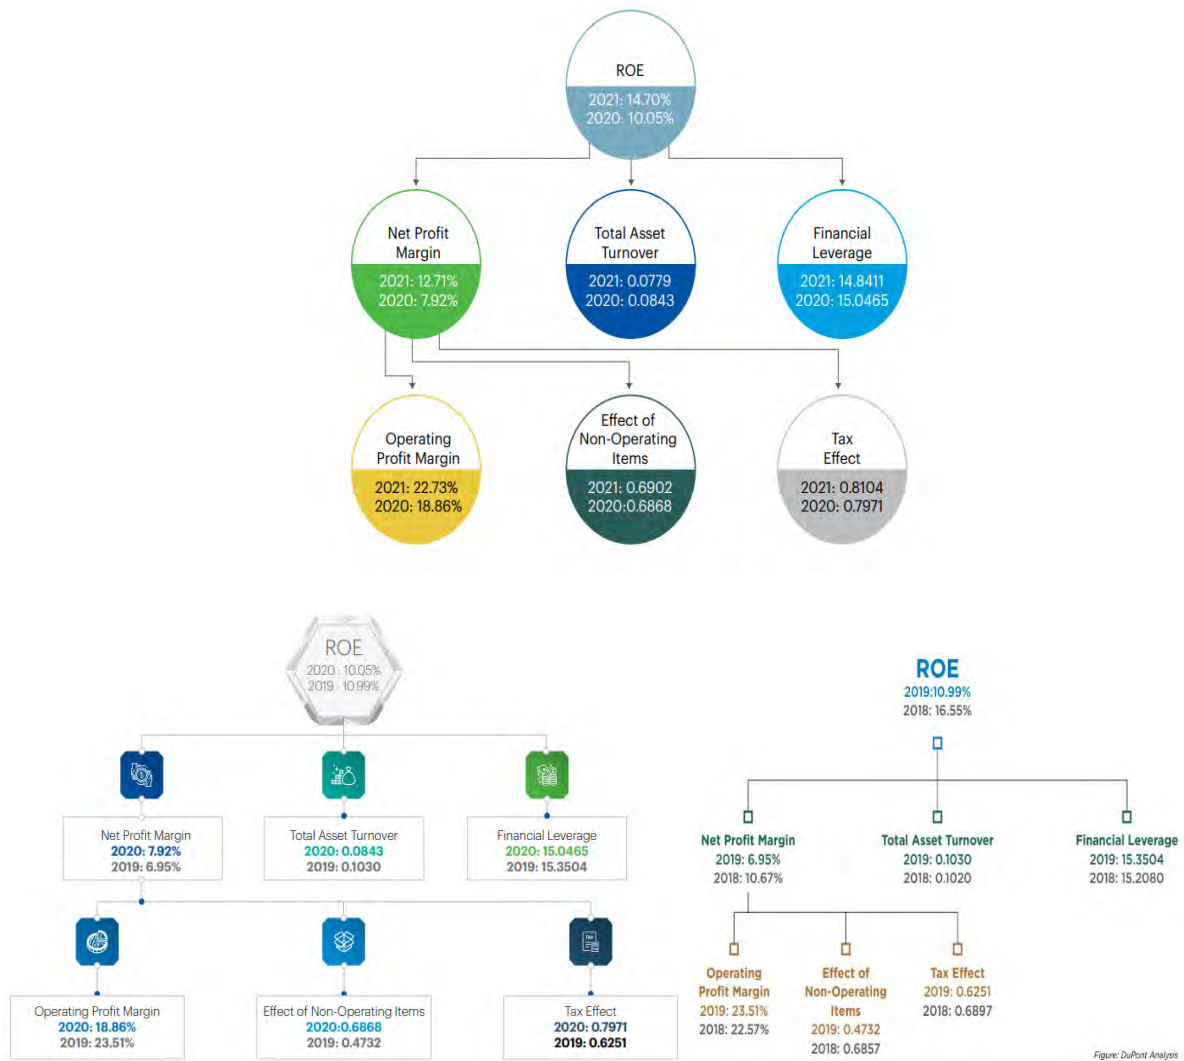 ROE
2021: 14.70%
2020: 10.05%
Net Profit
Margin
2021: 12.71%
2020: 7.92%
Total Asset
Turnover
2021: 0.0779
2020: 0.0843
Financial
Leverage
2021: 14.8411
2020: 15.0465
Operating
Profit Margin
2021: 22.73%
2020: 18.86%
Effect of
Non-Operating
Items
2021: 0.6902
2020:0.6868
Tax
Effect
2021: 0.8104
2020: 0.7971
ROE
2020 : 10.05%
2019 : 10.99%
Net Profit Margin
2020: 7.92%
2019: 6.95%
Total Asset Turnover
2020: 0.0843
2019: 0.1030
Financial Leverage
2020: 15.0465
2019: 15.3504
Operating Profit Margin
2020: 18.86%
2019: 23.51%
Effect of Non-Operating Items
2020:0.6868
2019: 0.4732
TAX
Tax Effect
2020: 0.7971
2019: 0.6251
ROE
2019:10.99%
2018: 16.55%
Net Profit Margin
2019: 6.95%
2018: 10.67%
Total Asset Turnover
2019: 0.1030
2018: 0.1020
Financial Leverage
2019: 15.3504
2018: 15.2080
Operating
Profit Margin
2019: 23.51%
2018: 22.57%
Effect of
Non-Operating
Items
2019: 0.4732
2018: 0.6857
Tax Effect
2019: 0.6251
2018: 0.6897
Figure: DuPont Analysis